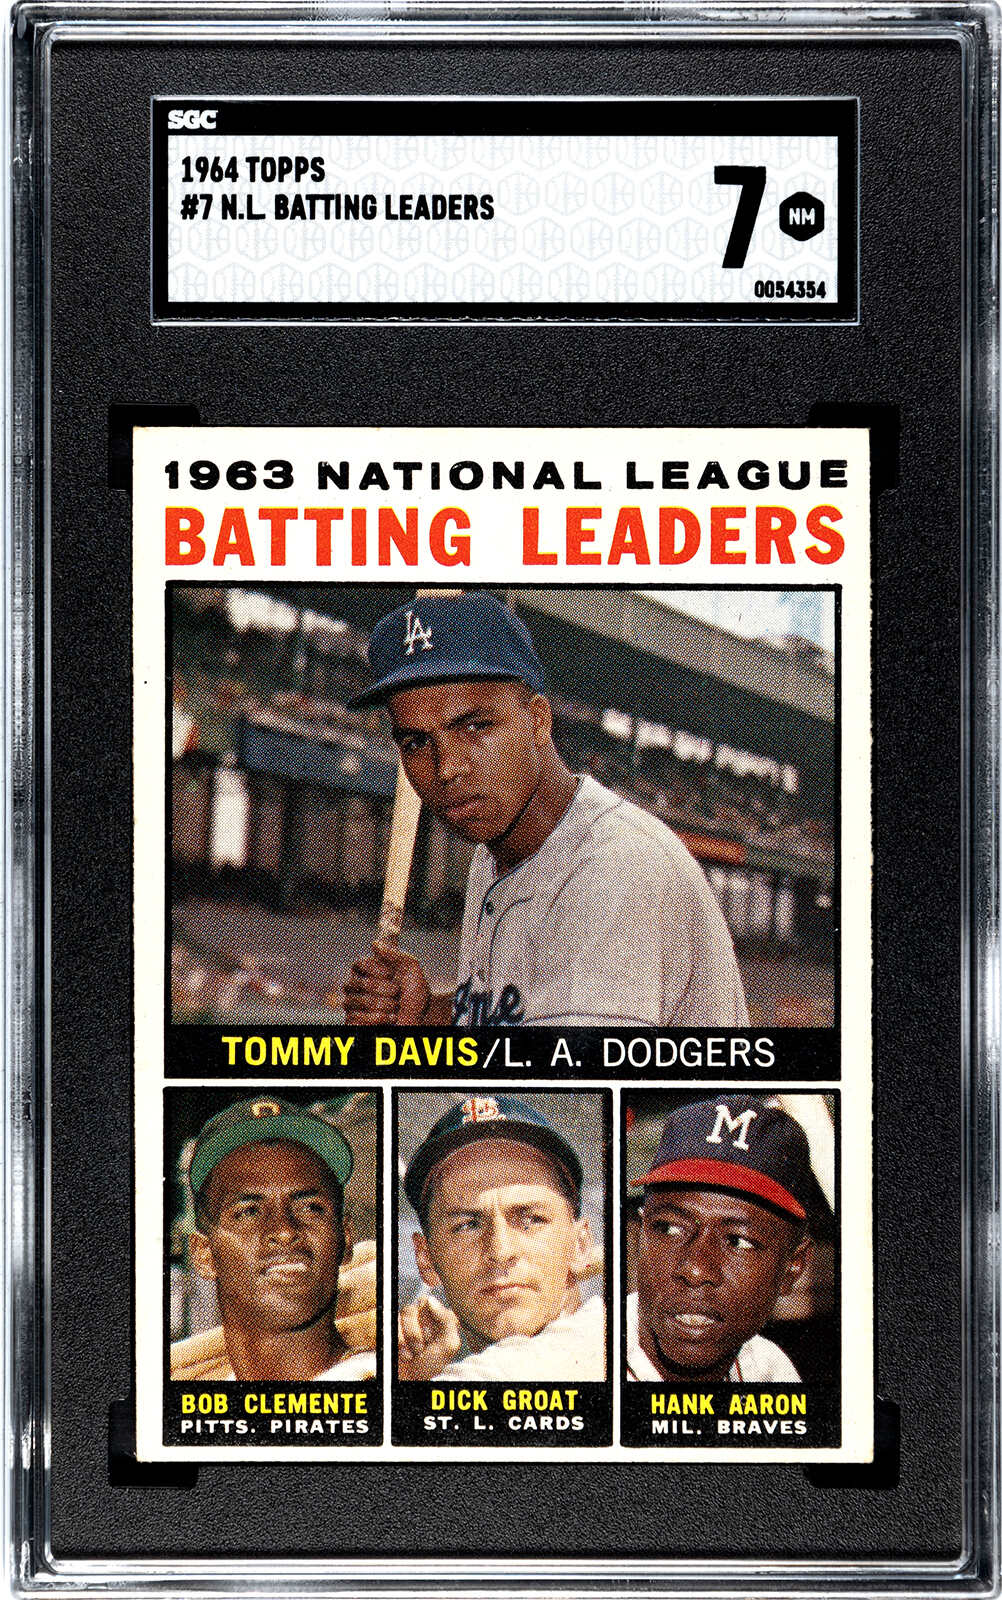 SGC
1964 TOPPS
#7 N.L. BATTING LEADERS
7 NM
0054354
1963 NATIONAL LEAGUE
BATTING LEADERS
LA
TOMMY DAVIS/L. A. DODGERS
P
BOB CLEMENTE
PITTS. PIRATES
B
DICK GROAT
ST. L. CARDS
M
HANK AARON
MIL. BRAVES